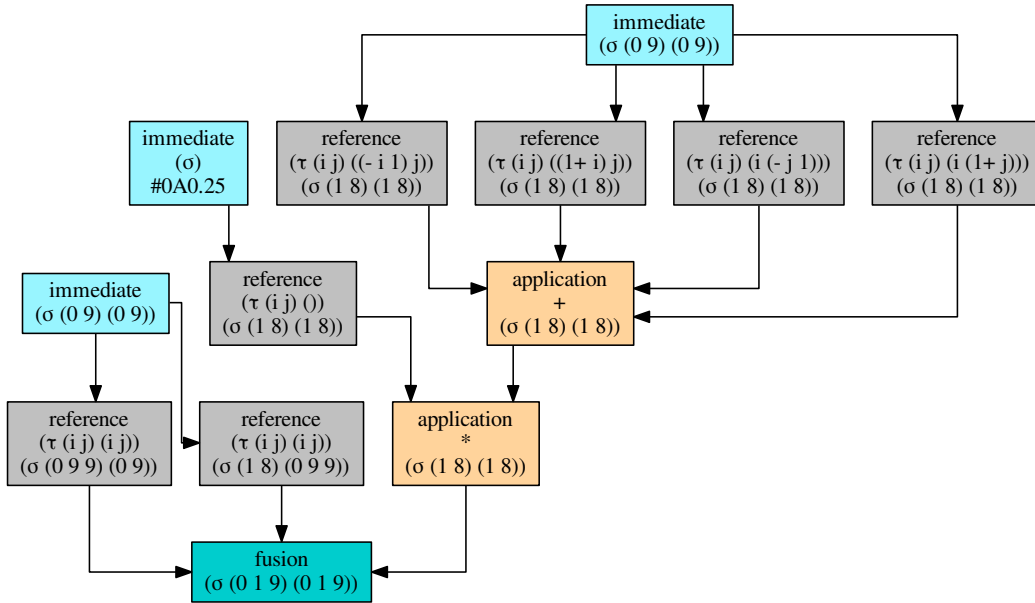 immediate
(σ (0 9) (0 9))
immediate
(σ)
#0A0.25
reference
(τ (i j) ((- i 1) j))
(σ (1 8) (1 8))
reference
(τ (i j) ((1+ i) j))
(σ (1 8) (1 8))
reference
(τ (i j) (i (- j 1)))
(σ (1 8) (1 8))
reference
(τ (i j) (i (1+ j)))
(σ (1 8) (1 8))
immediate
(σ (0 9) (0 9))
reference
(τ (i j) ())
(σ (1 8) (1 8))
application
+
(σ (1 8) (1 8))
reference
(τ (i j) (i j))
(σ (0 9 9) (0 9))
reference
(τ (i j) (i j))
(σ (1 8) (0 9 9))
application
*
(σ (1 8) (1 8))
fusion
(σ (0 1 9) (0 1 9))